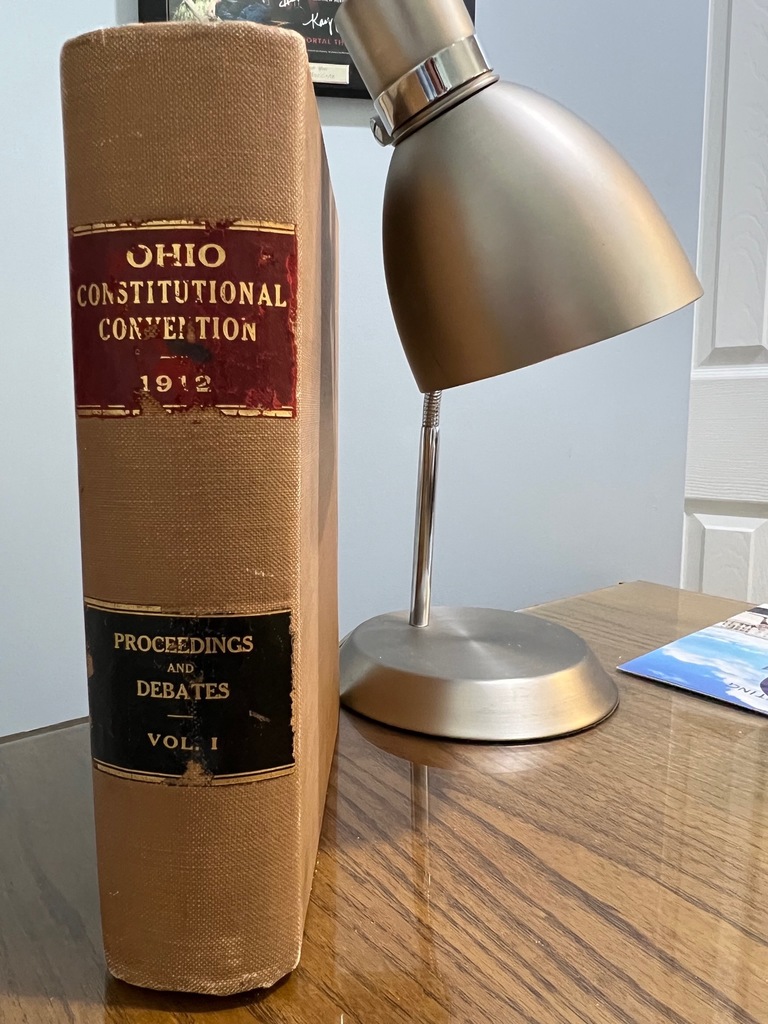 OHIO
CONSTITUTIONAL
CONVENTION
1912
PROCEEDINGS
AND
DEBATES
VOL. I